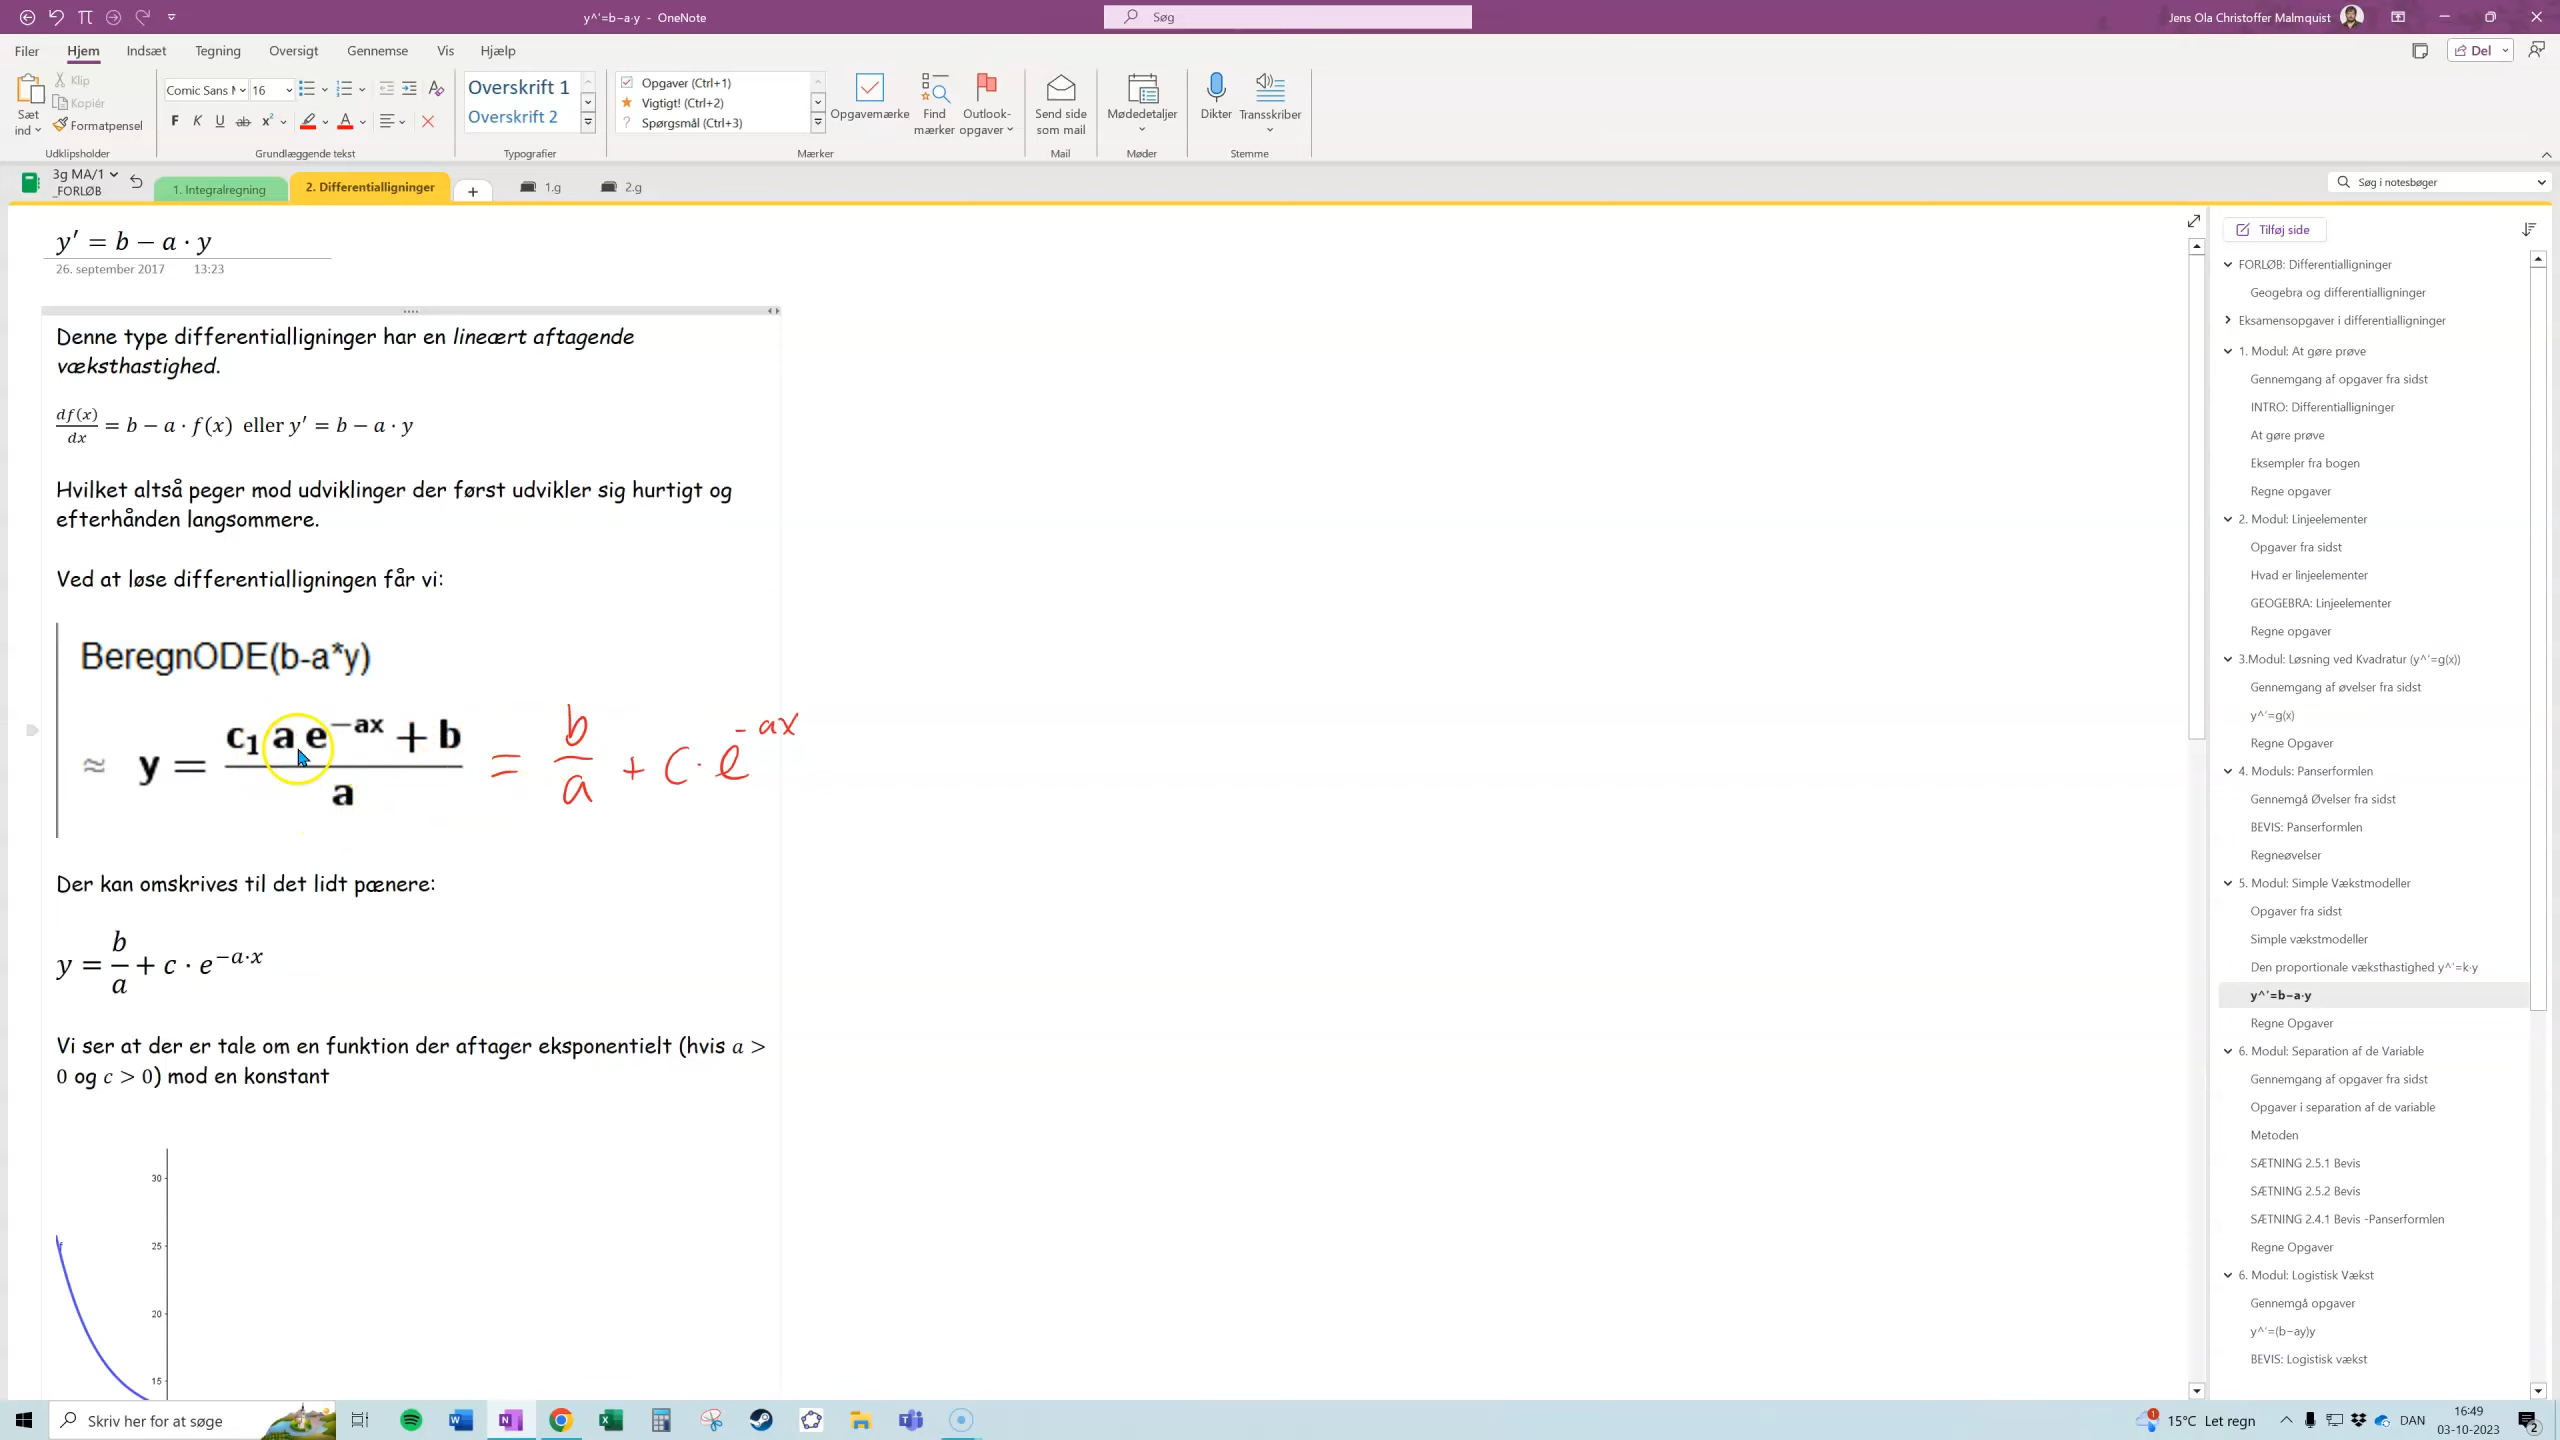 y^'=b−a·y - OneNote
Søg
Jens Ola Christoffer Malmquist
Filer Hjem Indsæt Tegning Oversigt Gennemse Vis Hjælp
Del
Sæt ind
Klip
Kopiér
Formatpensel
Udklipsholder
Comic Sans M 16
F K U ab x² A
Grundlæggende tekst
Overskrift 1
Overskrift 2
Typografier
Opgaver (Ctrl+1)
Vigtigt! (Ctrl+2)
Spørgsmål (Ctrl+3)
Opgavemærke
Find mærker
Outlook-opgaver
Mærker
Send side som mail
Mail
Mødedetaljer
Møder
Dikter
Transskriber
Stemme
3g MA/1
_FORLØB
1. Integralregning
2. Differentialligninger
+
1.g
2.g
Søg i notesbøger
y′ = b − a · y
26. september 2017 13:23
Denne type differentialligninger har en lineært aftagende
væksthastighed.
df(x)/dx = b − a · f(x) eller y′ = b − a · y
Hvilket altså peger mod udviklinger der først udvikler sig hurtigt og
efterhånden langsommere.
Ved at løse differentialligningen får vi:
BeregnODE(b-a*y)
≈ y = (c₁ a e^−ax + b)/a = b/a + c · e^−ax
Der kan omskrives til det lidt pænere:
y = b/a + c · e^−a·x
Vi ser at der er tale om en funktion der aftager eksponentielt (hvis a >
0 og c > 0) mod en konstant
30
25
f
20
15
Tilføj side
FORLØB: Differentialligninger
Geogebra og differentialligninger
Eksamensopgaver i differentialligninger
1. Modul: At gøre prøve
Gennemgang af opgaver fra sidst
INTRO: Differentialligninger
At gøre prøve
Eksempler fra bogen
Regne opgaver
2. Modul: Linjeelementer
Opgaver fra sidst
Hvad er linjeelementer
GEOGEBRA: Linjeelementer
Regne opgaver
3.Modul: Løsning ved Kvadratur (y^'=g(x))
Gennemgang af øvelser fra sidst
y^'=g(x)
Regne Opgaver
4. Moduls: Panserformlen
Gennemgå Øvelser fra sidst
BEVIS: Panserformlen
Regneøvelser
5. Modul: Simple Vækstmodeller
Opgaver fra sidst
Simple vækstmodeller
Den proportionale væksthastighed y^'=k·y
y^'=b−a·y
Regne Opgaver
6. Modul: Separation af de Variable
Gennemgang af opgaver fra sidst
Opgaver i separation af de variable
Metoden
SÆTNING 2.5.1 Bevis
SÆTNING 2.5.2 Bevis
SÆTNING 2.4.1 Bevis -Panserformlen
Regne Opgaver
6. Modul: Logistisk Vækst
Gennemgå opgaver
y^'=(b−ay)y
BEVIS: Logistisk vækst
Skriv her for at søge
1
15°C Let regn
DAN
16:49
03-10-2023
2